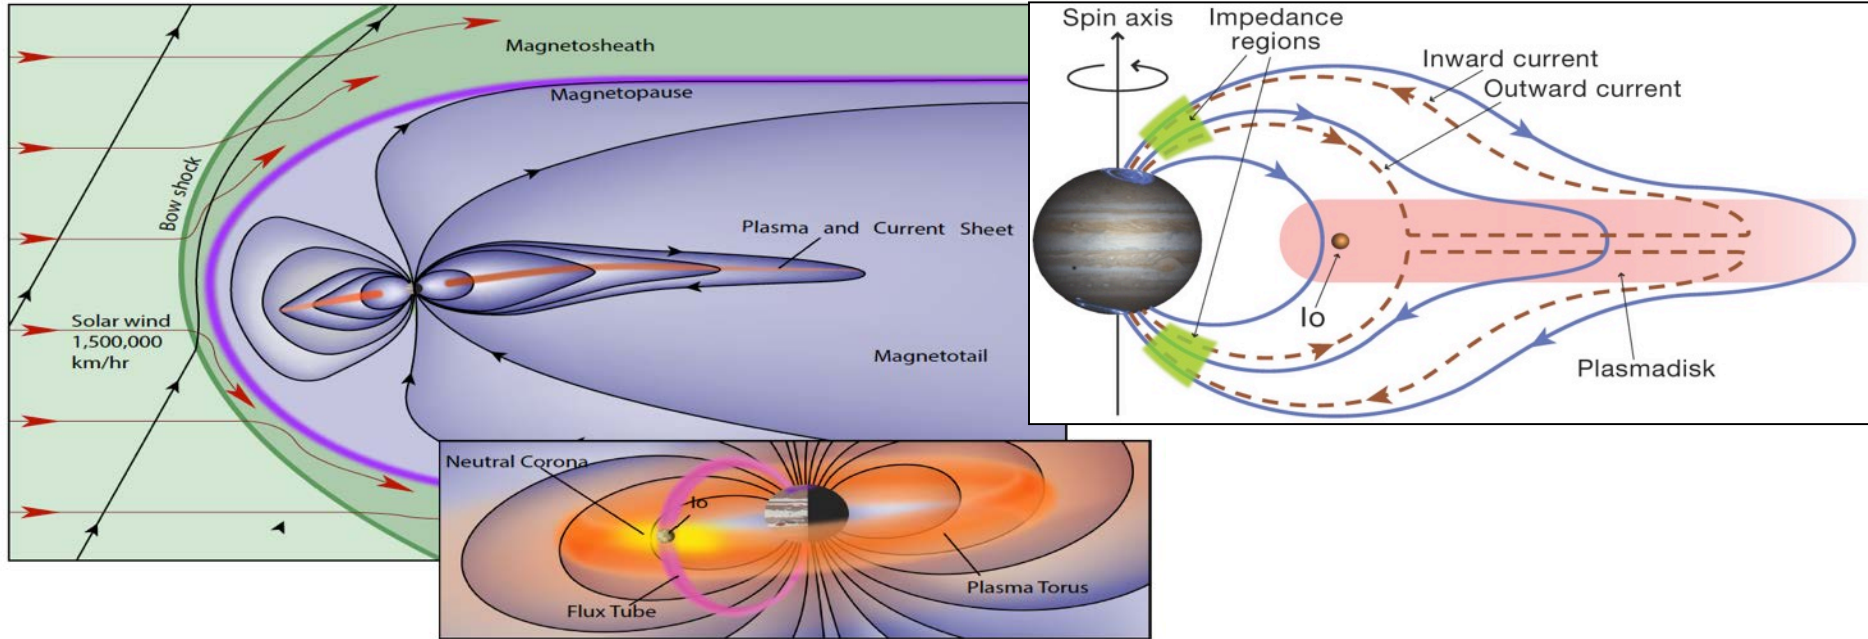 Magnetosheath
Magnetopause
Bow shock
Plasma and Current Sheet
Solar wind
1,500,000
km/hr
Magnetotail
Spin axis
Impedance
regions
Inward current
Outward current
Io
Plasmadisk
Neutral Corona
Io
Flux Tube
Plasma Torus